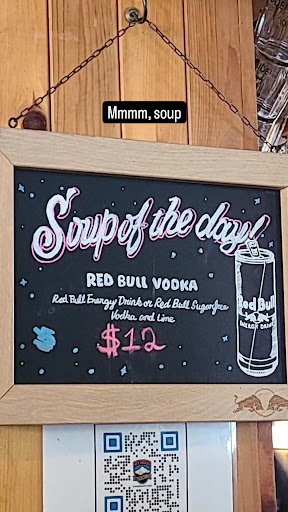 Mmmm, soup
Soup of the day!
RED BULL VODKA
Red Bull Energy Drink or Red Bull Sugarfree
Vodka and Lime
$12
Red Bull
ENERGY DRINK